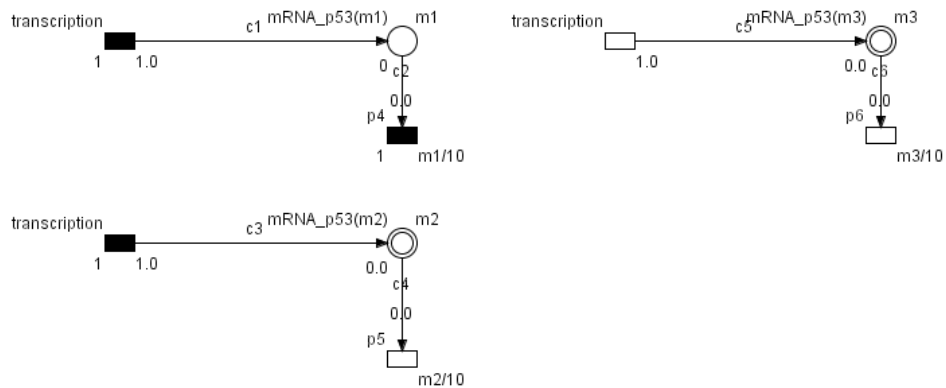 transcription
c1
mRNA_p53(m1)
m1
1
1.0
0
c2
0.0
p4
1
m1/10
transcription
c5
mRNA_p53(m3)
m3
1.0
0.0
c6
0.0
p6
m3/10
transcription
c3
mRNA_p53(m2)
m2
1
1.0
0.0
c4
0.0
p5
m2/10